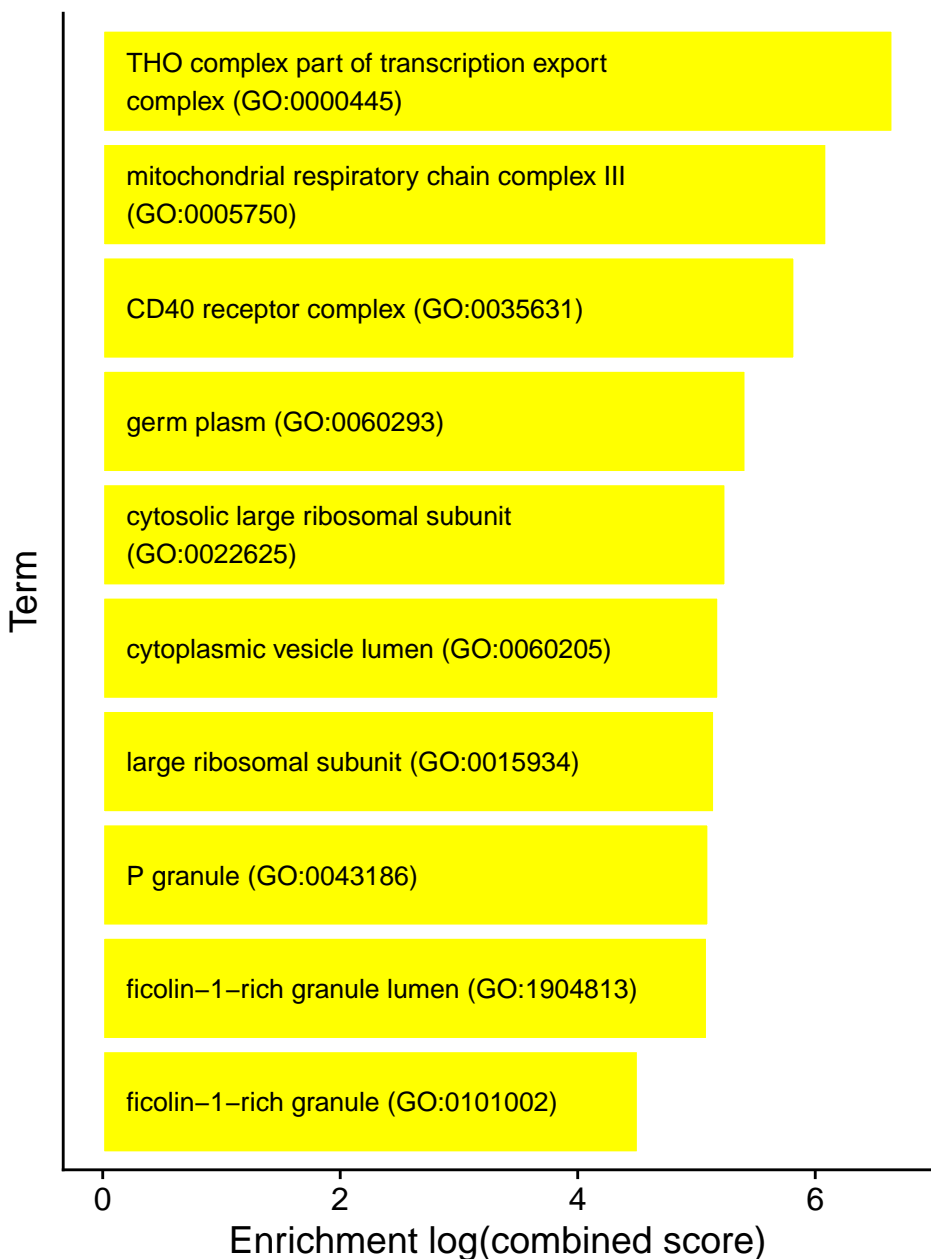 THO complex part of transcription export
complex (GO:0000445)
mitochondrial respiratory chain complex III
(GO:0005750)
CD40 receptor complex (GO:0035631)
germ plasm (GO:0060293)
cytosolic large ribosomal subunit
(GO:0022625)
cytoplasmic vesicle lumen (GO:0060205)
large ribosomal subunit (GO:0015934)
P granule (GO:0043186)
ficolin−1−rich granule lumen (GO:1904813)
ficolin−1−rich granule (GO:0101002)
Term
0 2 4 6
Enrichment log(combined score)